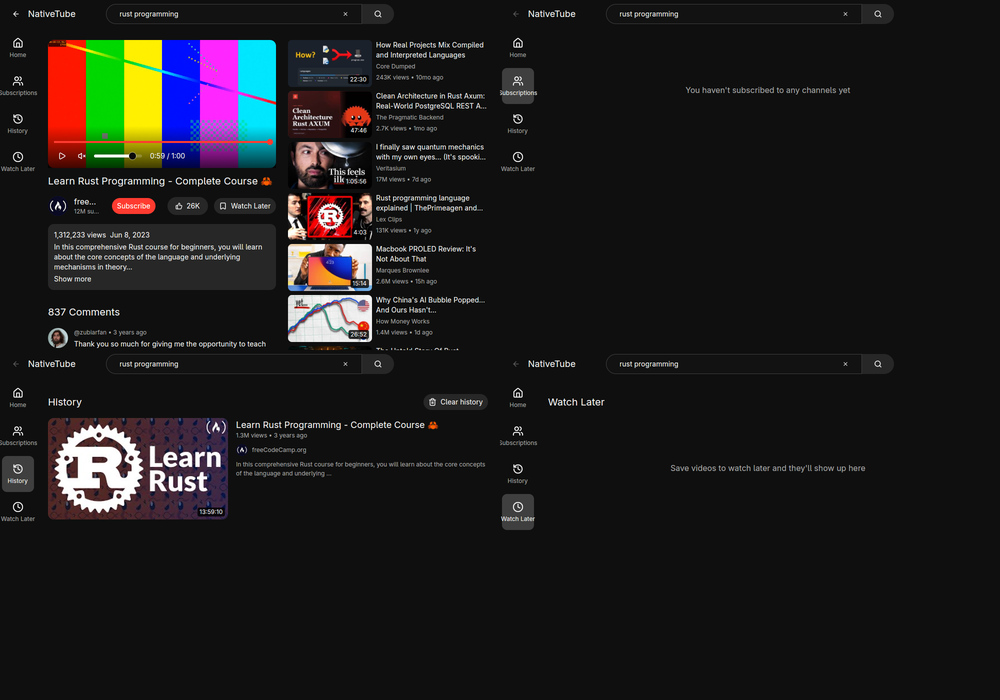 NativeTube
rust programming
Home
Subscriptions
History
Watch Later
0:59 / 1:00
Learn Rust Programming - Complete Course 🦀
free...
12M su...
Subscribe
26K
Watch Later
1,312,233 views Jun 8, 2023
In this comprehensive Rust course for beginners, you will learn
about the core concepts of the language and underlying
mechanisms in theory...
Show more
837 Comments
@zubiarfan • 3 years ago
Thank you so much for giving me the opportunity to teach
How?
22:30
How Real Projects Mix Compiled
and Interpreted Languages
Core Dumped
243K views • 10mo ago
Clean
Architecture
Rust AXUM
47:46
Clean Architecture in Rust Axum:
Real-World PostgreSQL REST A...
The Pragmatic Backend
2.7K views • 1mo ago
This feels
1:05:56
I finally saw quantum mechanics
with my own eyes... (It's spooki...
Veritasium
17M views • 7d ago
4:03
Rust programming language
explained | ThePrimeagen and...
Lex Clips
131K views • 1y ago
15:14
Macbook PROLED Review: It's
Not About That
Marques Brownlee
2.6M views • 15h ago
26:52
Why China's AI Bubble Popped...
And Ours Hasn't...
How Money Works
1.4M views • 1d ago
NativeTube
rust programming
Home
Subscriptions
History
Watch Later
You haven't subscribed to any channels yet
NativeTube
rust programming
Home
Subscriptions
History
Watch Later
History
Clear history
Learn
Rust
13:59:10
Learn Rust Programming - Complete Course 🦀
1.3M views • 3 years ago
freeCodeCamp.org
In this comprehensive Rust course for beginners, you will learn about the core concepts
of the language and underlying ...
NativeTube
rust programming
Home
Subscriptions
History
Watch Later
Watch Later
Save videos to watch later and they'll show up here